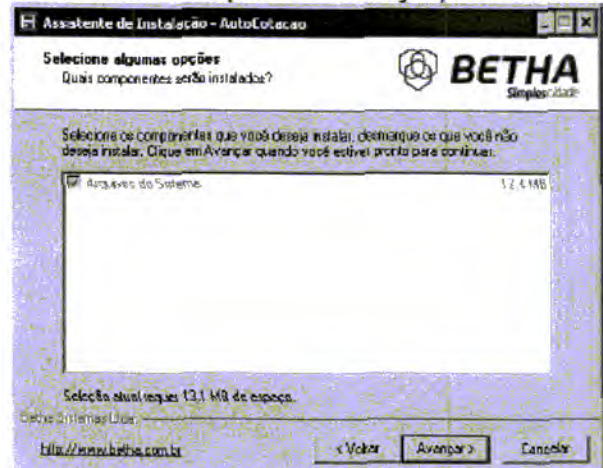 Assistente de Instalação - AutoCotacao
Selecione algumas opções
Quais componentes serão instalados?
BETHA
Simplescidade
Selecione os componentes que você deseja instalar, desmarque os que você não
deseja instalar. Clique em Avançar quando você estiver pronto para continuar.
Arquivos do Sistema 12,4 MB
Seleção atual requer 13,1 MB de espaço.
Betha Sistemas Ltda.
http://www.betha.com.br
< Voltar Avançar > Cancelar